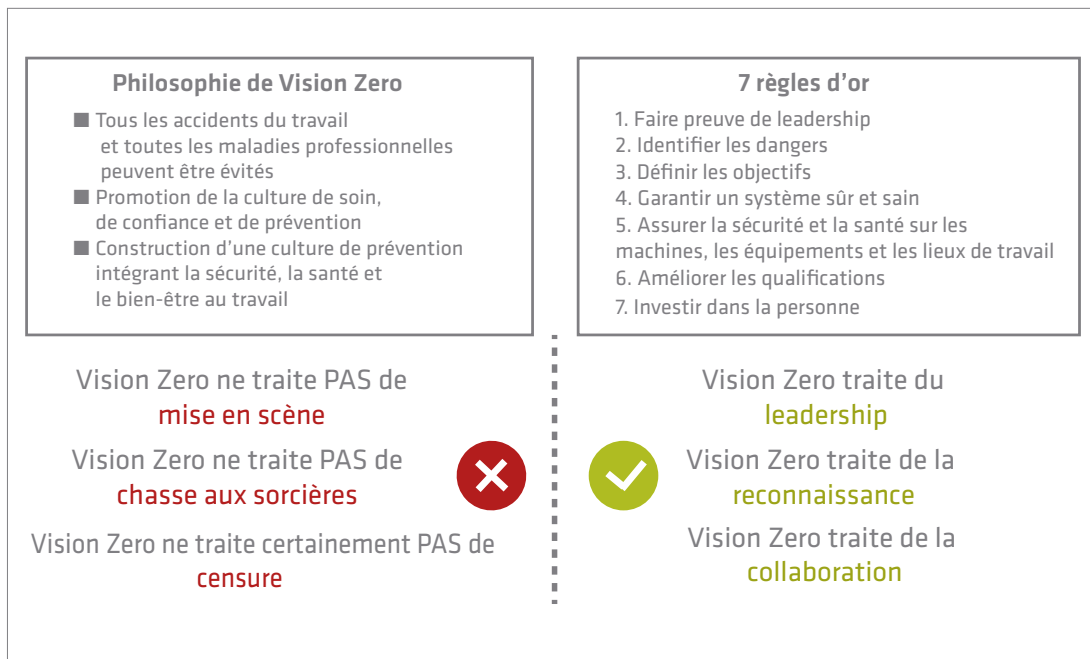 Philosophie de Vision Zero
■ Tous les accidents du travail
et toutes les maladies professionnelles
peuvent être évités
■ Promotion de la culture de soin,
de confiance et de prévention
■ Construction d’une culture de prévention
intégrant la sécurité, la santé et
le bien-être au travail
7 règles d’or
1. Faire preuve de leadership
2. Identifier les dangers
3. Définir les objectifs
4. Garantir un système sûr et sain
5. Assurer la sécurité et la santé sur les
machines, les équipements et les lieux de travail
6. Améliorer les qualifications
7. Investir dans la personne
Vision Zero ne traite PAS de
mise en scène
Vision Zero ne traite PAS de
chasse aux sorcières
Vision Zero ne traite certainement PAS de
censure
Vision Zero traite du
leadership
Vision Zero traite de la
reconnaissance
Vision Zero traite de la
collaboration